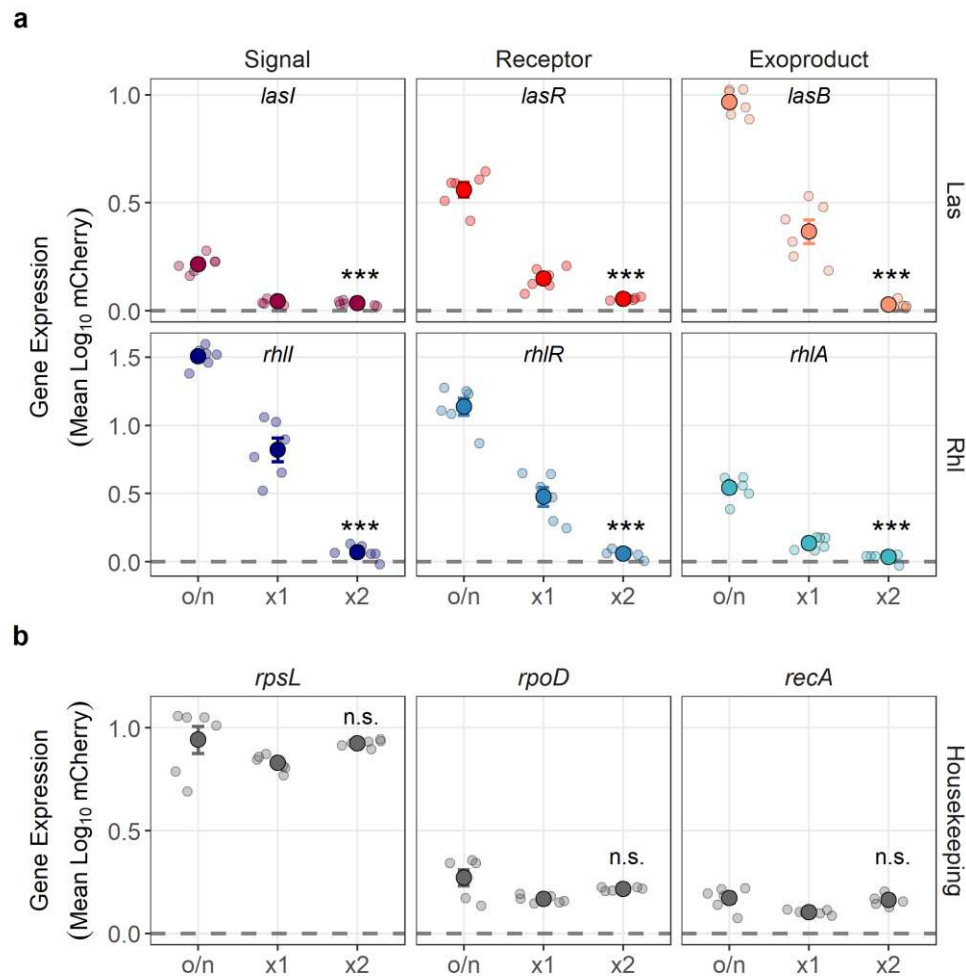 a
Signal Receptor Exoproduct
lasI lasR lasB
1.0
0.5
0.0
*** *** ***
Las
Gene Expression
(Mean Log10 mCherry)
rhlI rhlR rhlA
1.5
1.0
0.5
0.0
*** *** ***
Rhl
o/n x1 x2 o/n x1 x2 o/n x1 x2
b
rpsL rpoD recA
1.0
0.5
0.0
n.s. n.s. n.s.
Housekeeping
Gene Expression
(Mean Log10 mCherry)
o/n x1 x2 o/n x1 x2 o/n x1 x2